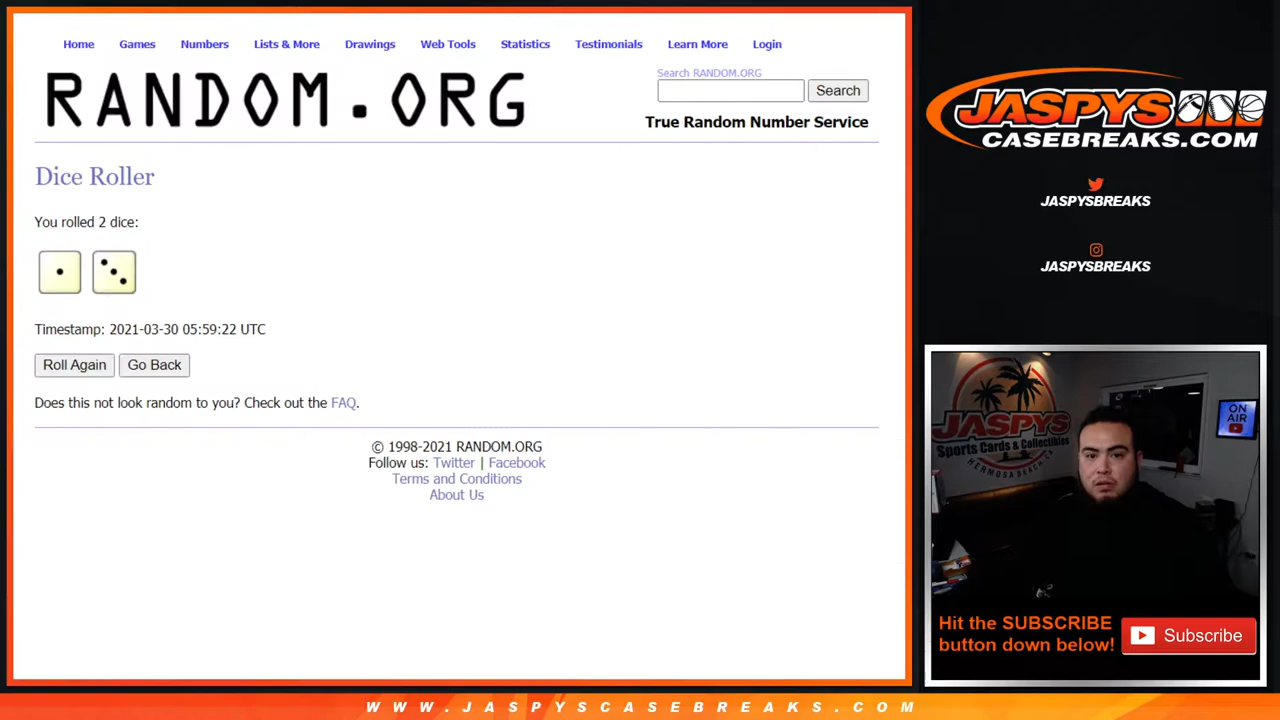 Home Games Numbers Lists & More Drawings Web Tools Statistics Testimonials Learn More Login
RANDOM.ORG
Search RANDOM.ORG
Search
True Random Number Service
Dice Roller
You rolled 2 dice:
Timestamp: 2021-03-30 05:59:22 UTC
Roll Again Go Back
Does this not look random to you? Check out the FAQ.
© 1998-2021 RANDOM.ORG
Follow us: Twitter | Facebook
Terms and Conditions
About Us
JASPYS
CASEBREAKS.COM
JASPYSBREAKS
JASPYSBREAKS
JASPYS
Sports Cards & Collectibles
HERMOSA BEACH CA
ON
AIR
Hit the SUBSCRIBE
button down below!
Subscribe
WWW.JASPYSCASEBREAKS.COM